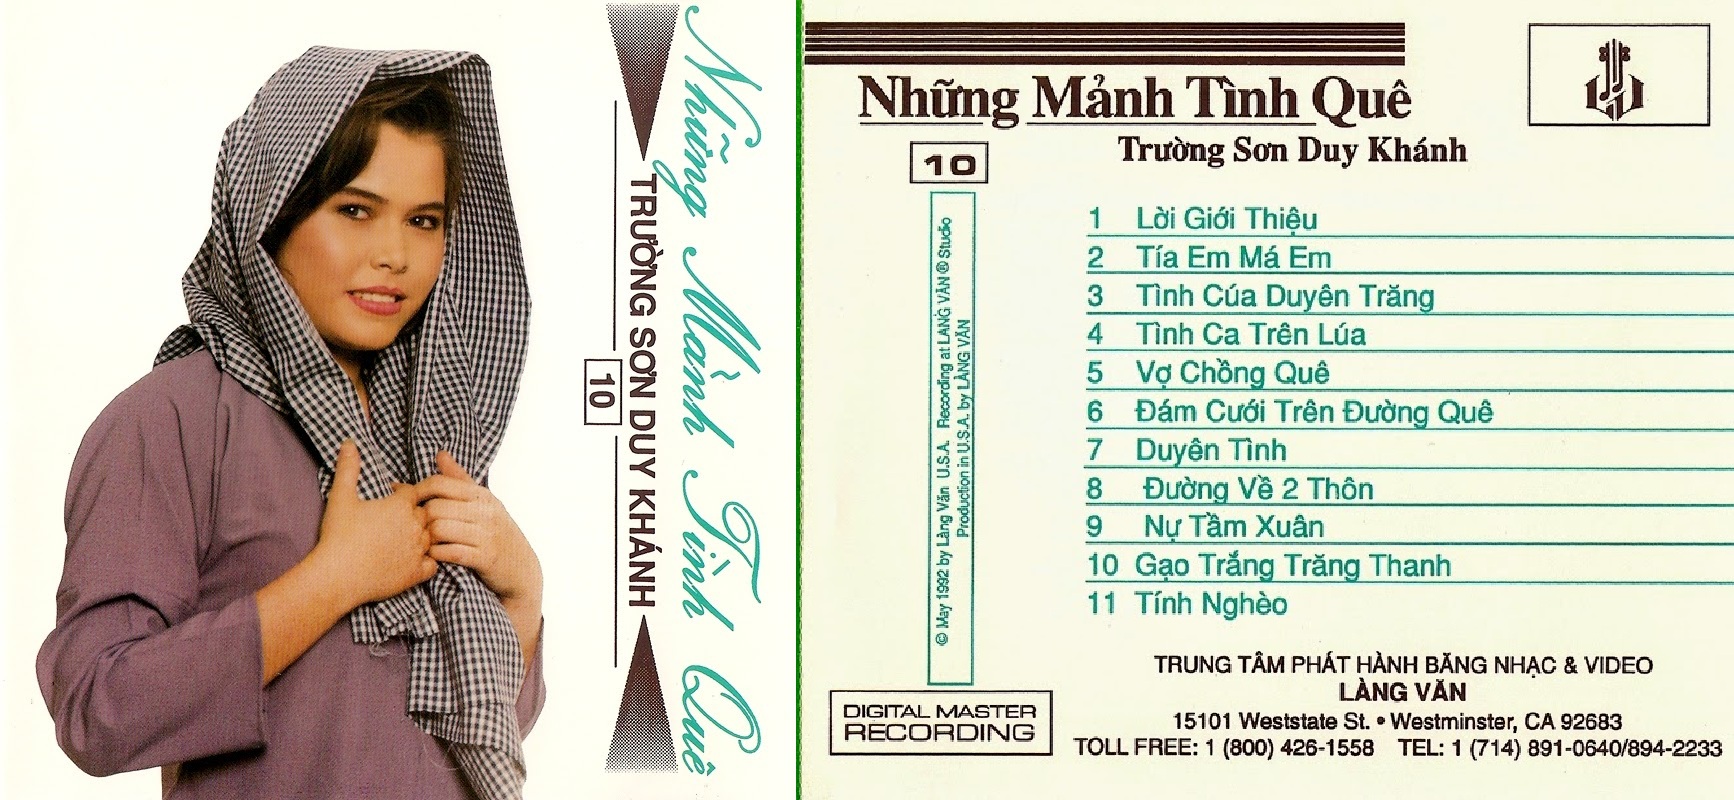 Những Mảnh Tình Quê
TRƯỜNG SƠN DUY KHÁNH
10
Những Mảnh Tình Quê
Trường Sơn Duy Khánh
10
© May 1992 by Làng Văn U.S.A. Recording at LÀNG VĂN ® Studio
Production in U.S.A. by LÀNG VĂN
1 Lời Giới Thiệu
2 Tía Em Má Em
3 Tình Cúa Duyên Trăng
4 Tình Ca Trên Lúa
5 Vợ Chồng Quê
6 Đám Cưới Trên Đường Quê
7 Duyên Tình
8 Đường Về 2 Thôn
9 Nự Tầm Xuân
10 Gạo Trắng Trăng Thanh
11 Tính Nghèo
DIGITAL MASTER
RECORDING
TRUNG TÂM PHÁT HÀNH BĂNG NHẠC & VIDEO
LÀNG VĂN
15101 Weststate St. • Westminster, CA 92683
TOLL FREE: 1 (800) 426-1558 TEL: 1 (714) 891-0640/894-2233